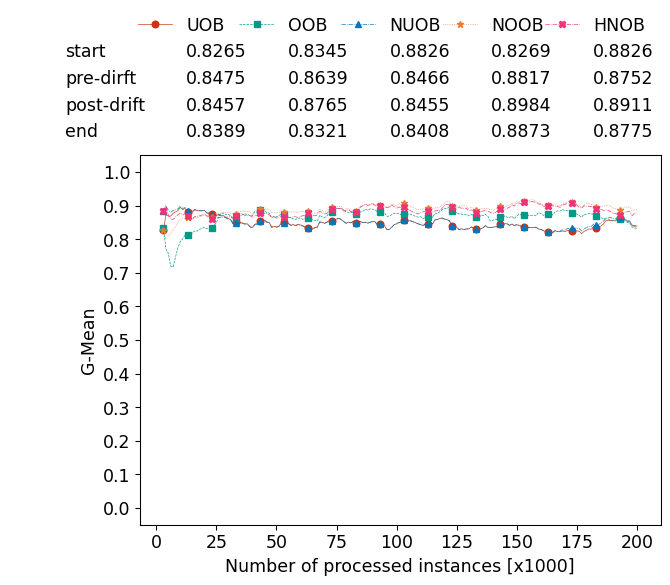 UOB OOB NUOB NOOB HNOB
start 0.8265 0.8345 0.8826 0.8269 0.8826
pre-dirft 0.8475 0.8639 0.8466 0.8817 0.8752
post-drift 0.8457 0.8765 0.8455 0.8984 0.8911
end 0.8389 0.8321 0.8408 0.8873 0.8775
1.0
0.9
0.8
0.7
0.6
0.5
0.4
0.3
0.2
0.1
0.0
G-Mean
0 25 50 75 100 125 150 175 200
Number of processed instances [x1000]